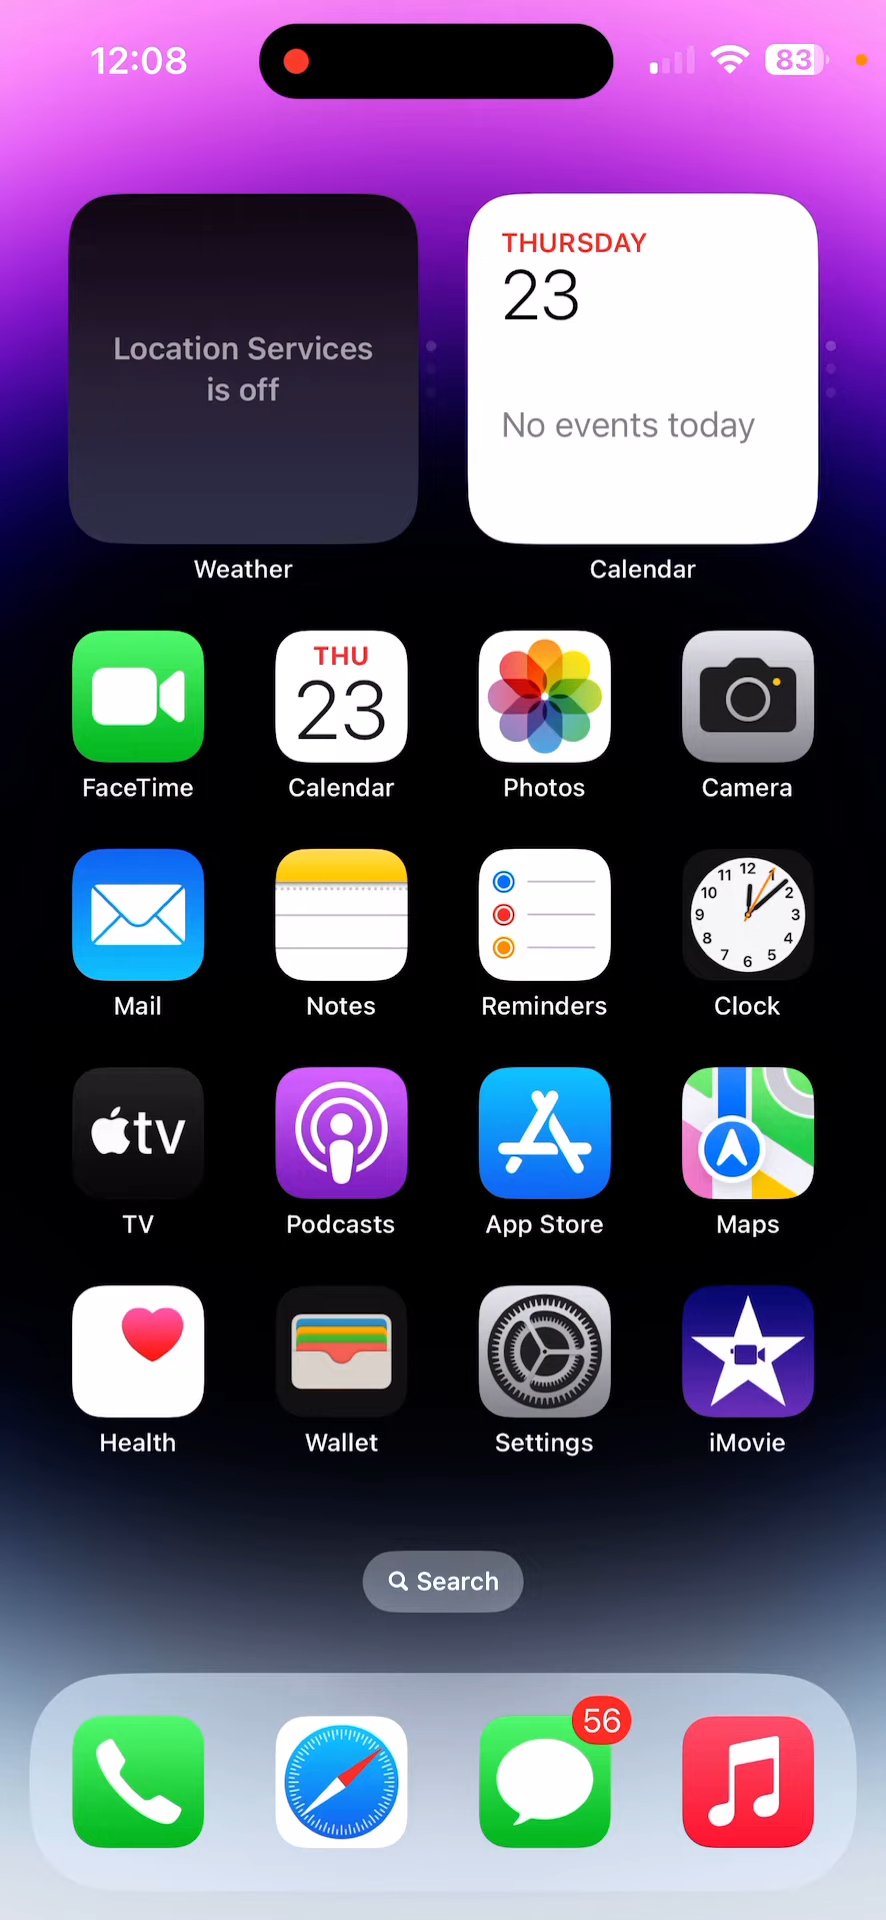 12:08
83
Location Services
is off
Weather
THURSDAY
23
No events today
Calendar
FaceTime
THU
23
Calendar
Photos
Camera
Mail
Notes
Reminders
12
1
2
3
4
5
6
7
8
9
10
11
Clock
tv
TV
Podcasts
App Store
Maps
Health
Wallet
Settings
iMovie
Search
56